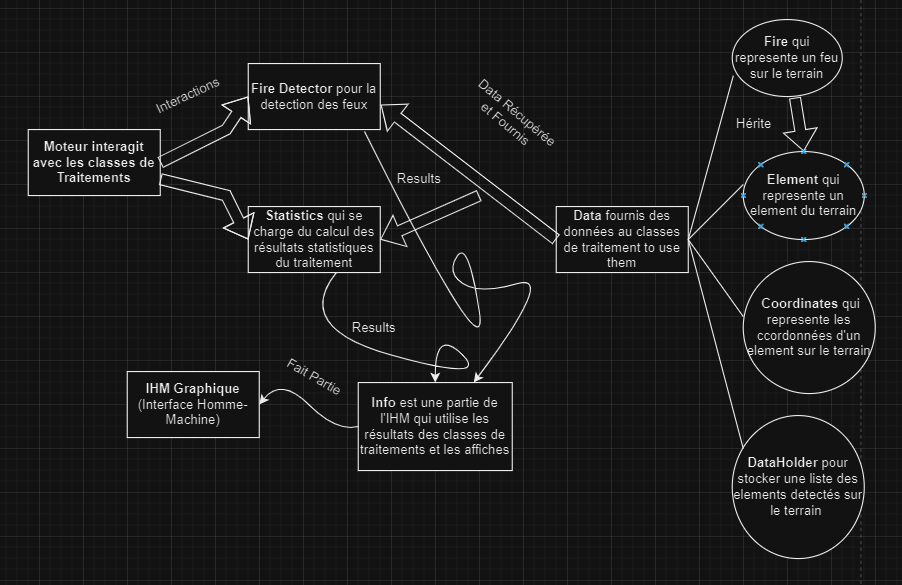 Fire qui
represente un feu
sur le terrain
Interactions
Fire Detector pour la
detection des feux
Data Récupérée
et Fournis
Hérite
Moteur interagit
avec les classes de
Traitements
Results
Element qui
represente un
element du terrain
Statistics qui se
charge du calcul des
résultats statistiques
du traitement
Data fournis des
données au classes
de traitement to use
them
Coordinates qui
represente les
ccordonnées d'un
element sur le terrain
Results
Fait Partie
IHM Graphique
(Interface Homme-
Machine)
Info est une partie de
l'IHM qui utilise les
résultats des classes de
traitements et les affiches
DataHolder pour
stocker une liste des
elements detectés sur
le terrain